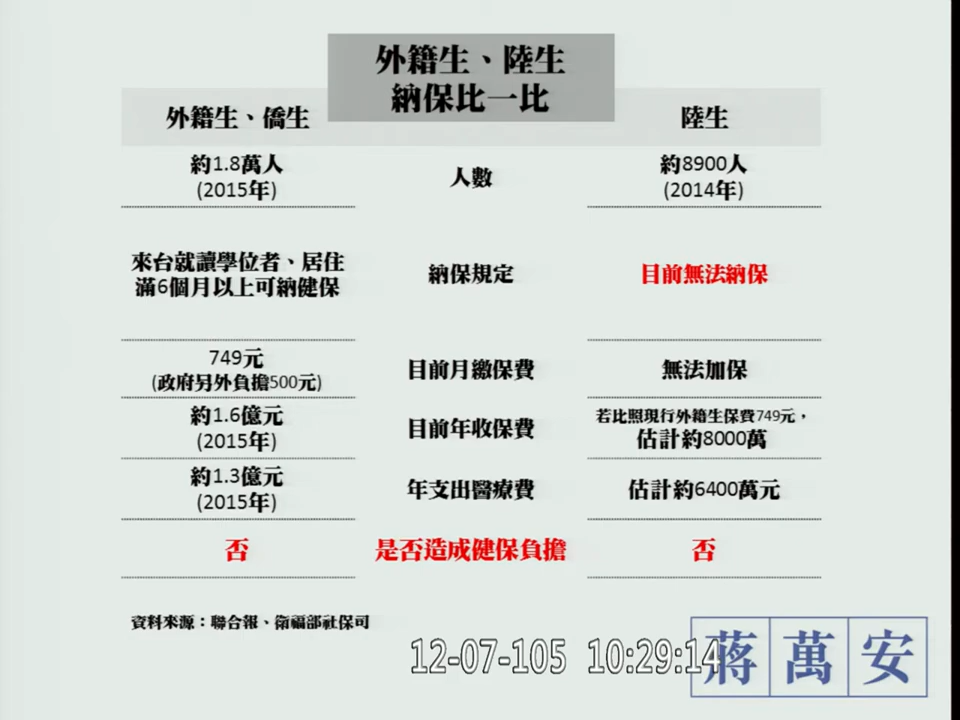 外籍生、陸生
納保比一比
外籍生、僑生
陸生
約1.8萬人
(2015年)
人數
約8900人
(2014年)
來台就讀學位者、居住
滿6個月以上可納健保
納保規定
目前無法納保
749元
(政府另外負擔500元)
目前月繳保費
無法加保
約1.6億元
(2015年)
目前年收保費
若比照現行外籍生保費749元，
估計約8000萬
約1.3億元
(2015年)
年支出醫療費
估計約6400萬元
否
是否造成健保負擔
否
資料來源：聯合報、衛福部社保司
12-07-105 10:29:14
蔣萬安